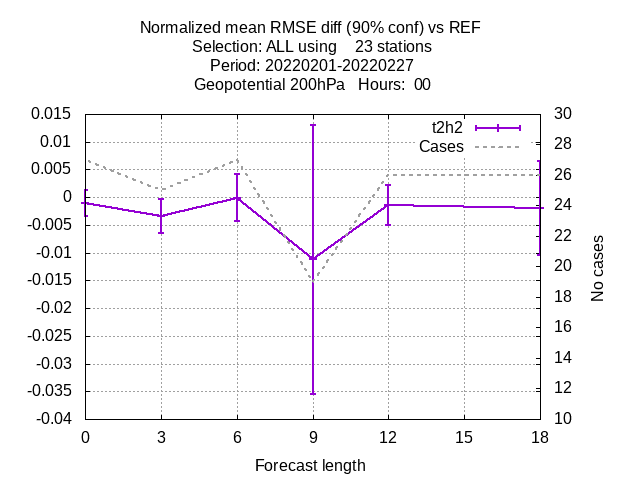 Normalized mean RMSE diff (90% conf) vs REF
Selection: ALL using 23 stations
Period: 20220201-20220227
Geopotential 200hPa Hours: 00
t2h2
Cases
0.015
0.01
0.005
0
-0.005
-0.01
-0.015
-0.02
-0.025
-0.03
-0.035
-0.04
30
28
26
24
22
20
18
16
14
12
10
No cases
0 3 6 9 12 15 18
Forecast length